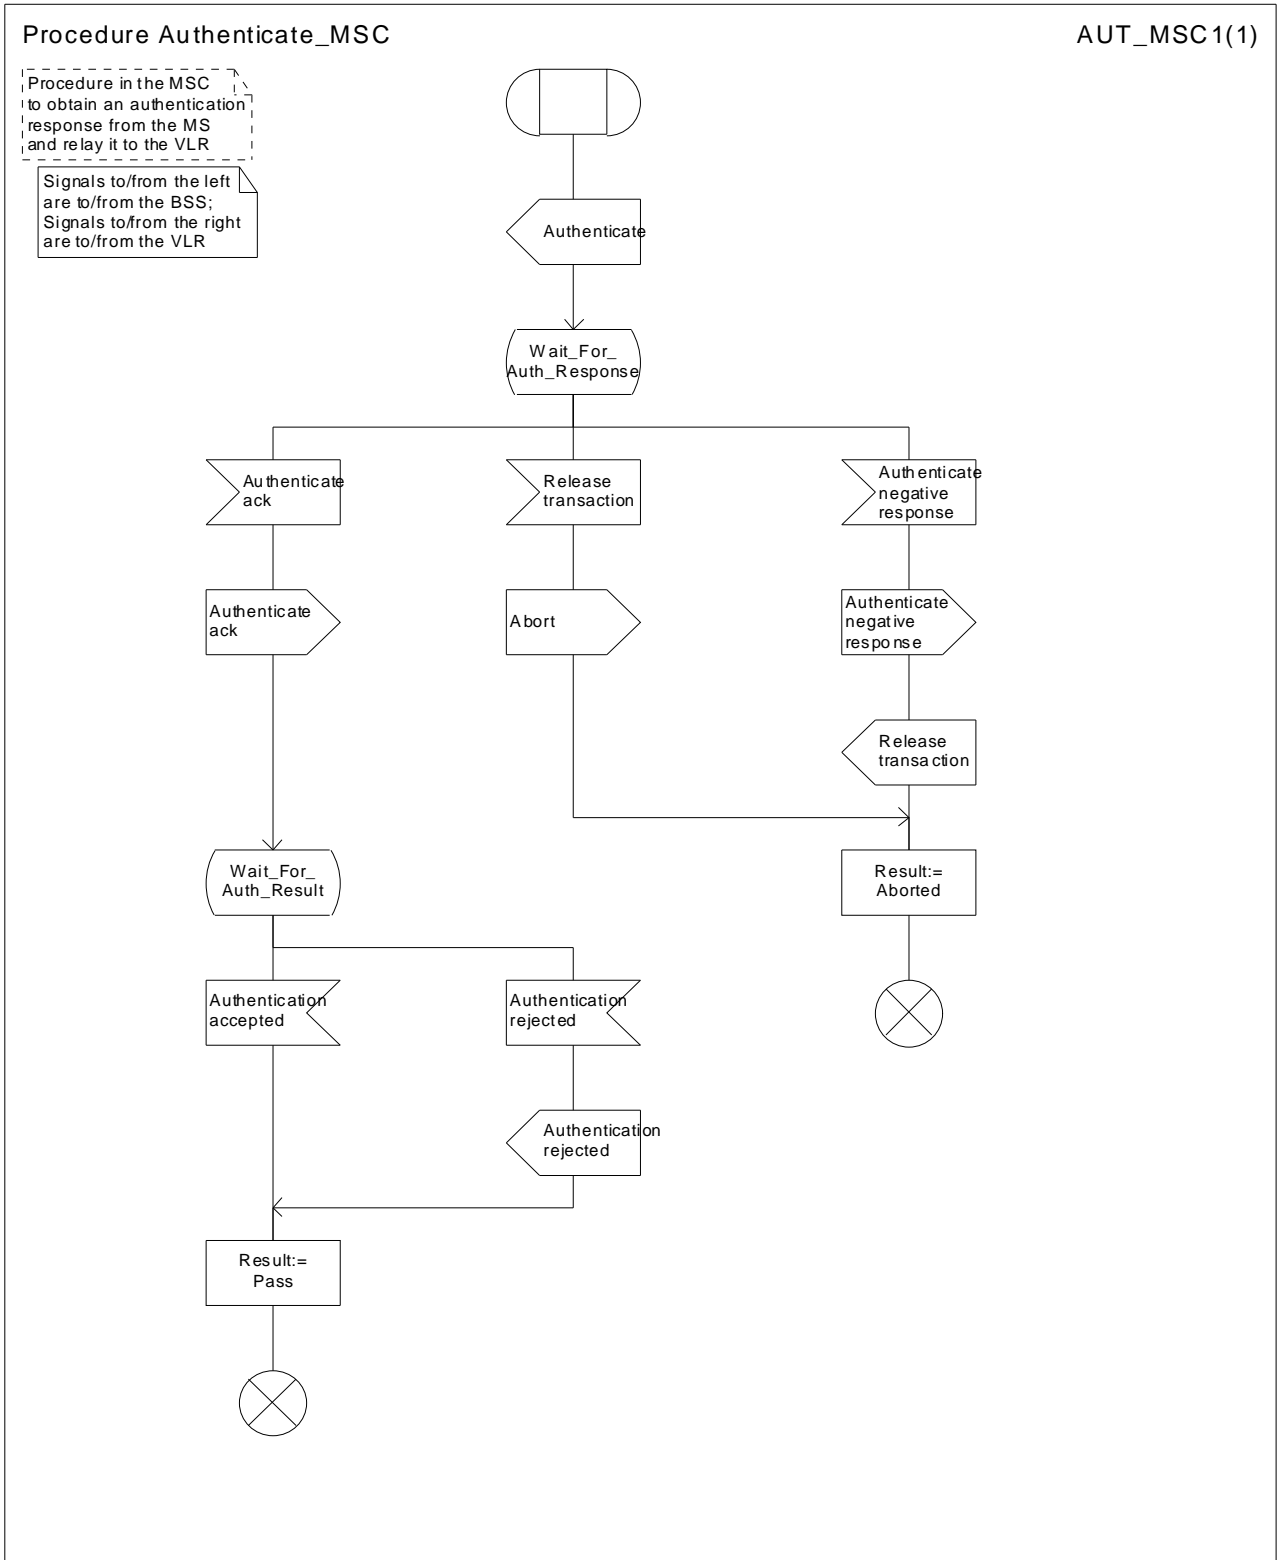 Procedure Authenticate_MSC
AUT_MSC1(1)
Procedure in the MSC
to obtain an authentication
response from the MS
and relay it to the VLR
Signals to/from the left
are to/from the BSS;
Signals to/from the right
are to/from the VLR
Authenticate
Wait_For_
Auth_Response
Authenticate
ack
Release
transaction
Authenticate
negative
response
Authenticate
ack
Abort
Authenticate
negative
response
Release
transaction
Wait_For_
Auth_Result
Result:=
Aborted
Authentication
accepted
Authentication
rejected
Authentication
rejected
Result:=
Pass